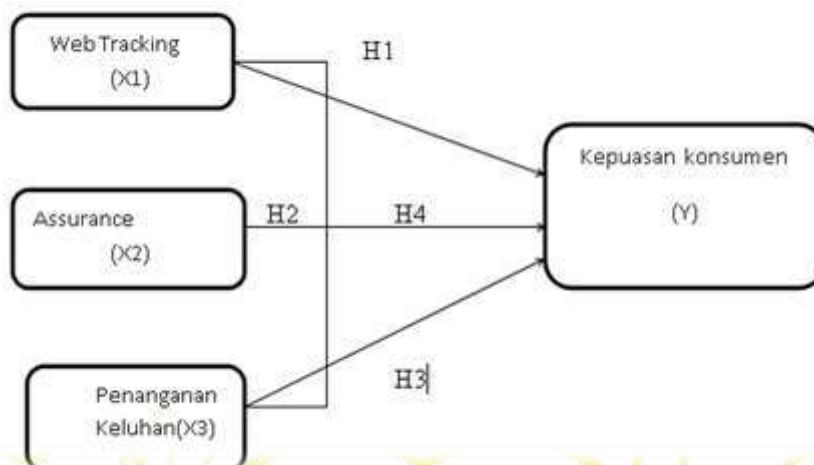 Web Tracking
(X1)
H1
Kepuasan konsumen
(Y)
Assurance
(X2)
H2
H4
Penanganan
Keluhan(X3)
H3